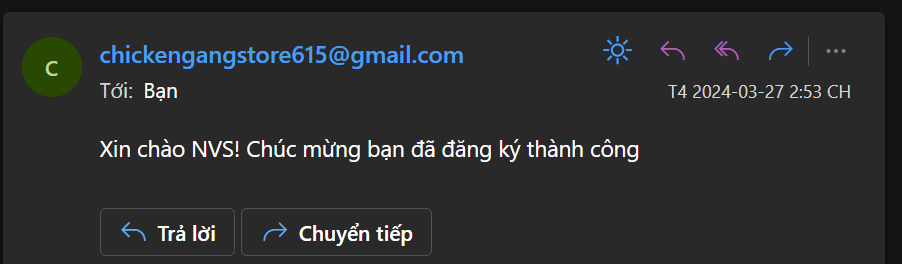 C
chickengangstore615@gmail.com
Tới: Bạn
T4 2024-03-27 2:53 CH
Xin chào NVS! Chúc mừng bạn đã đăng ký thành công
Trả lời
Chuyển tiếp